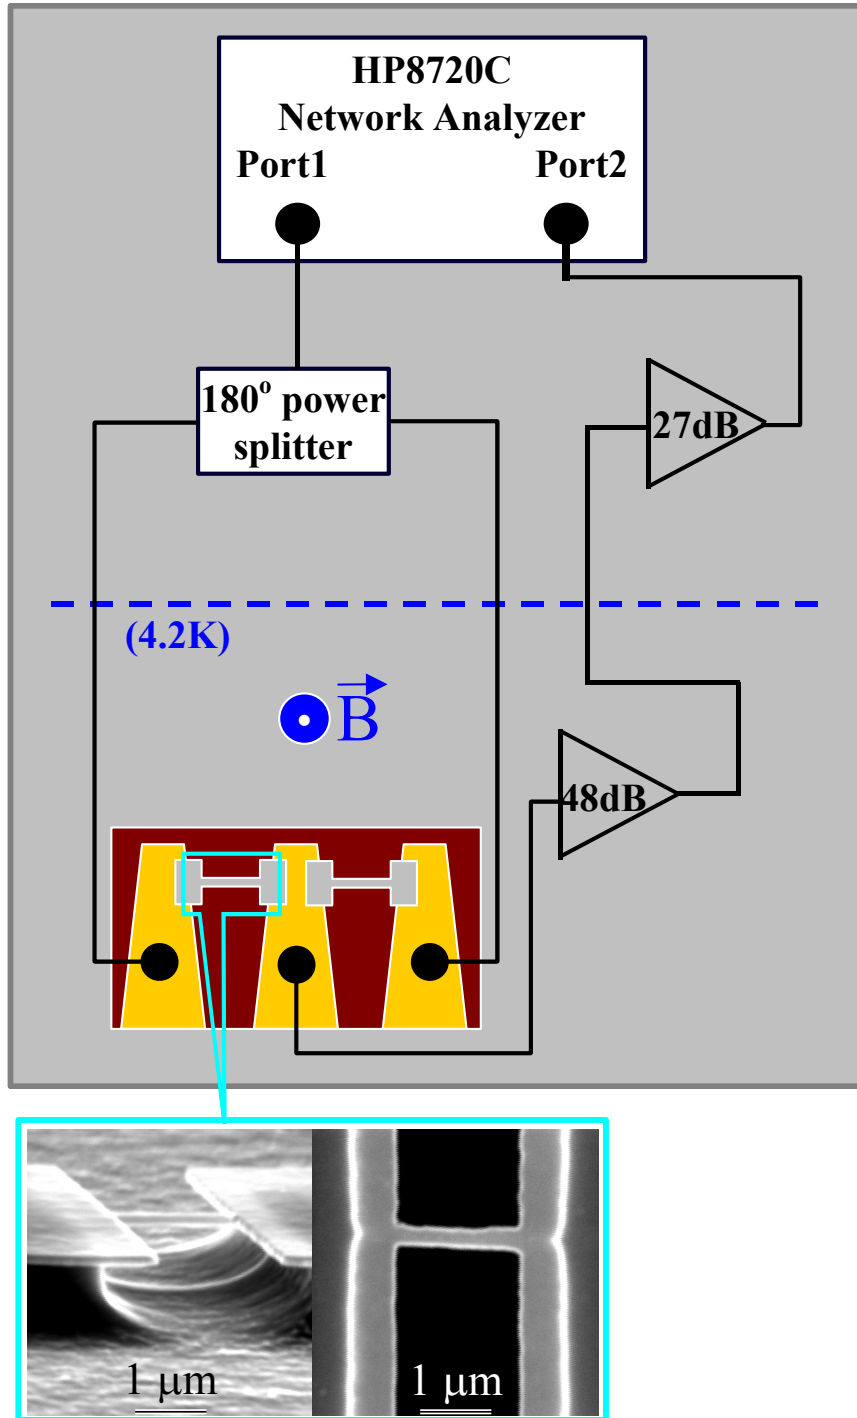 HP8720C
Network Analyzer
Port1 Port2
180° power
splitter
27dB
(4.2K)
B
48dB
1 μm 1 μm